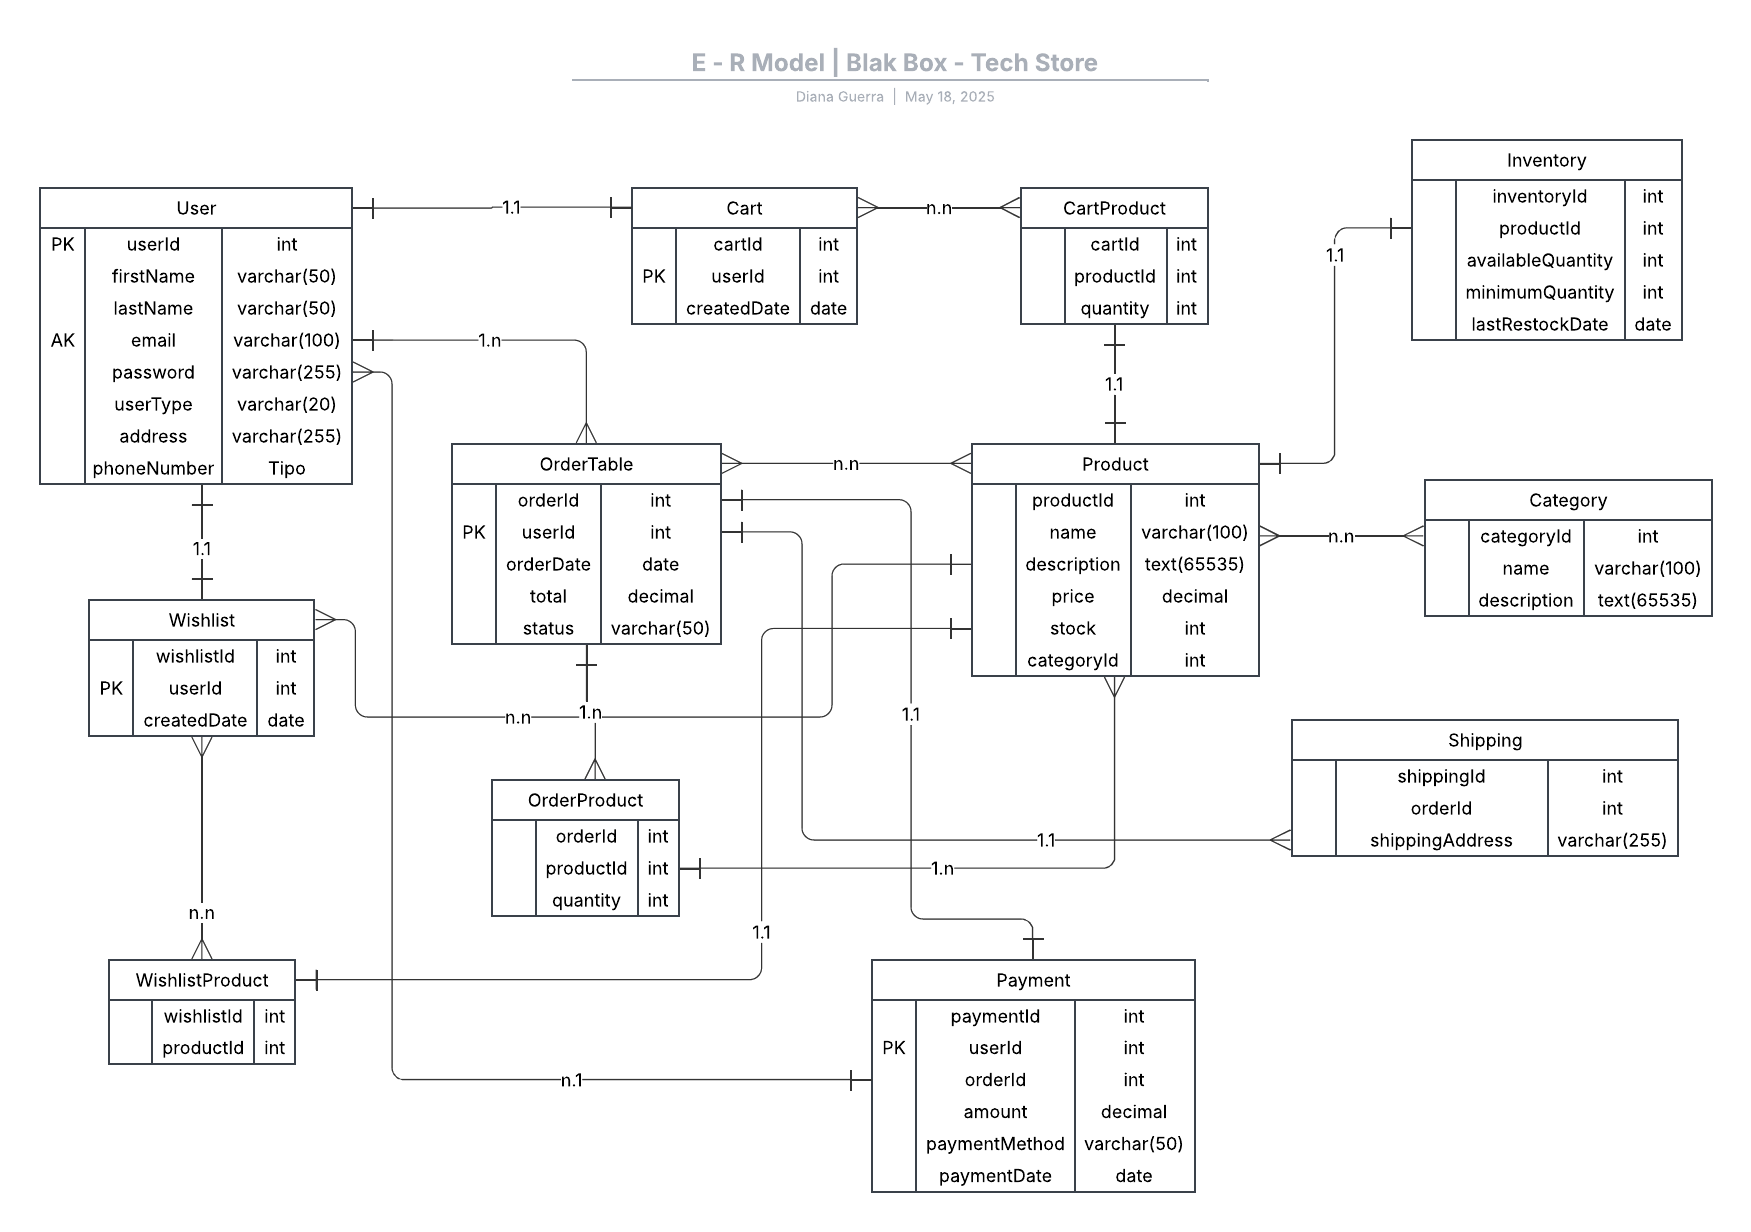 E - R Model | Blak Box - Tech Store
Diana Guerra | May 18, 2025
User
PK userId int
firstName varchar(50)
lastName varchar(50)
AK email varchar(100)
password varchar(255)
userType varchar(20)
address varchar(255)
phoneNumber Tipo
1.1
Cart
cartId int
PK userId int
createdDate date
n.n
CartProduct
cartId int
productId int
quantity int
Inventory
inventoryId int
productId int
availableQuantity int
minimumQuantity int
lastRestockDate date
1.1
1.n
1.1
OrderTable
orderId int
PK userId int
orderDate date
total decimal
status varchar(50)
n.n
Product
productId int
name varchar(100)
description text(65535)
price decimal
stock int
categoryId int
n.n
Category
categoryId int
name varchar(100)
description text(65535)
1.1
Wishlist
wishlistId int
PK userId int
createdDate date
n.n
1.n
1.1
OrderProduct
orderId int
productId int
quantity int
Shipping
shippingId int
orderId int
shippingAddress varchar(255)
1.1
1.n
n.n
1.1
WishlistProduct
wishlistId int
productId int
Payment
paymentId int
PK userId int
orderId int
amount decimal
paymentMethod varchar(50)
paymentDate date
n.1